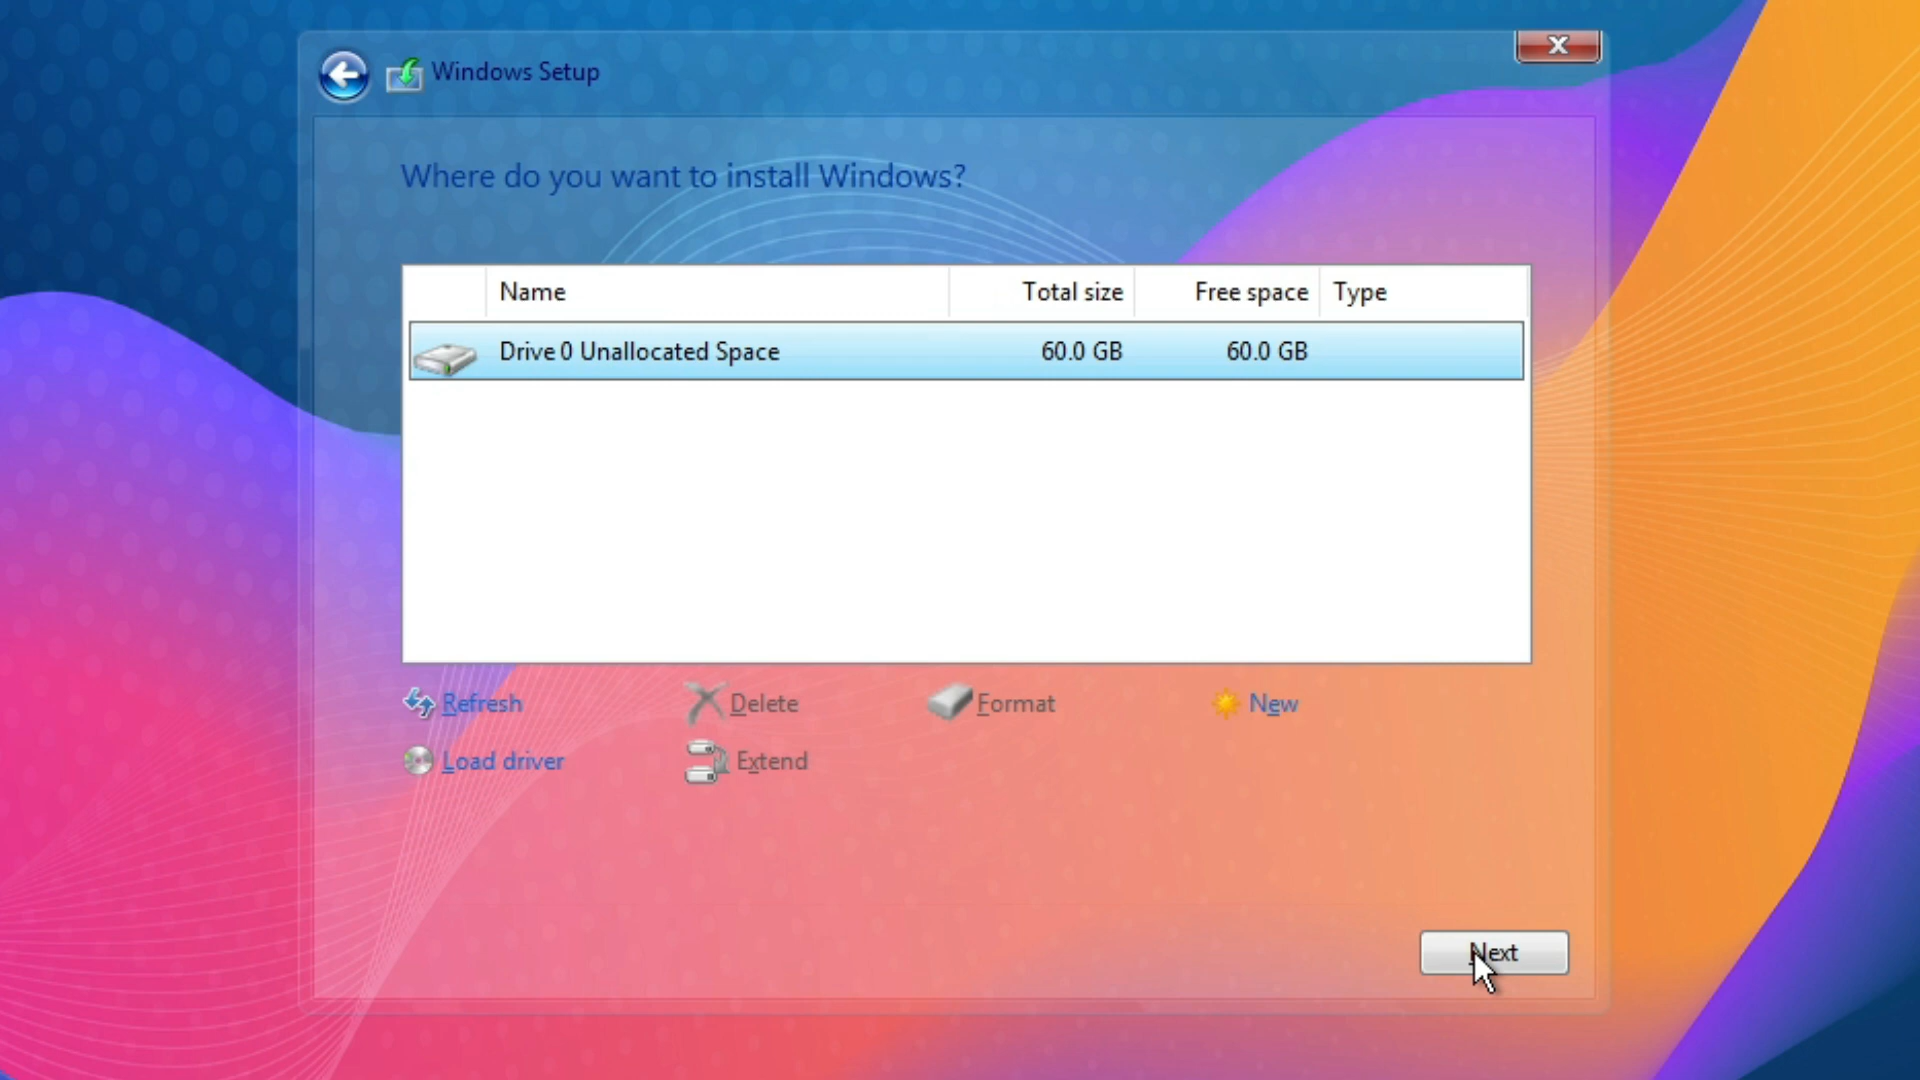 Windows Setup
Where do you want to install Windows?
Name Total size Free space Type
Drive 0 Unallocated Space 60.0 GB 60.0 GB
Refresh Delete Format New
Load driver Extend
Next